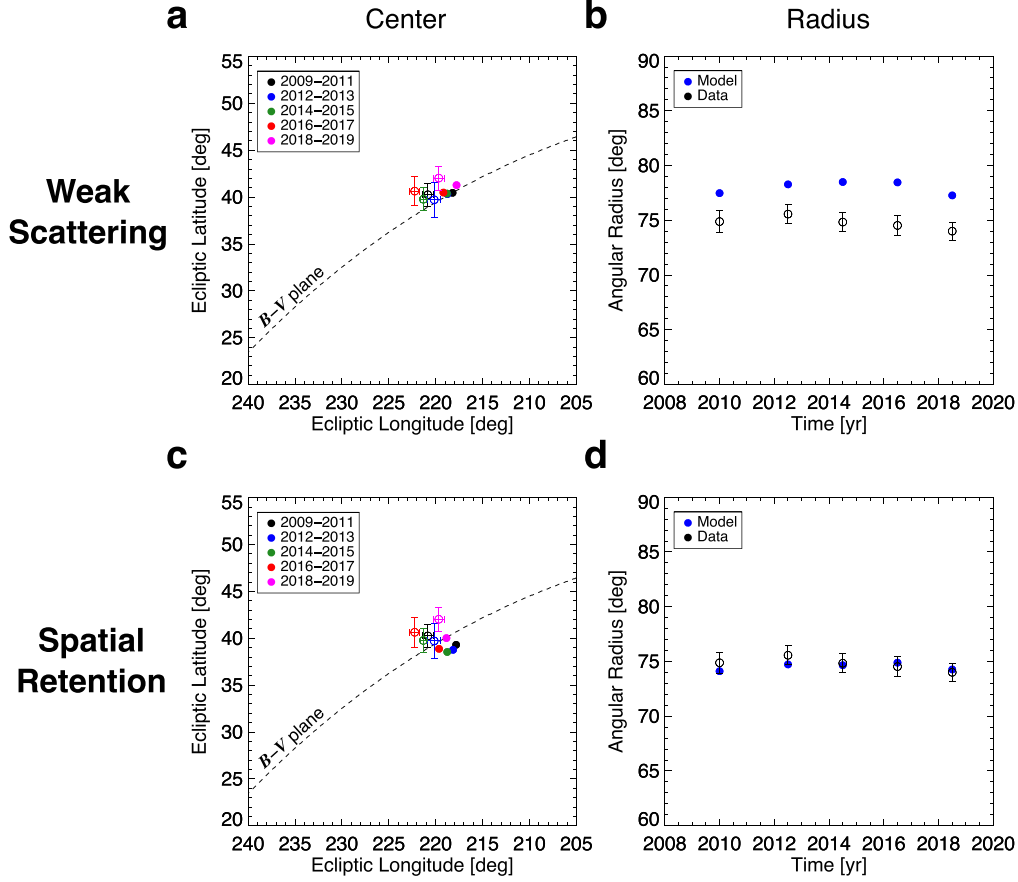 a
Center
b
Radius
Weak
Scattering
55
50
45
40
35
30
25
20
Ecliptic Latitude [deg]
2009−2011
2012−2013
2014−2015
2016−2017
2018−2019
B−V plane
240 235 230 225 220 215 210 205
Ecliptic Longitude [deg]
90
85
80
75
70
65
60
Angular Radius [deg]
Model
Data
2008 2010 2012 2014 2016 2018 2020
Time [yr]
c
d
Spatial
Retention
55
50
45
40
35
30
25
20
Ecliptic Latitude [deg]
2009−2011
2012−2013
2014−2015
2016−2017
2018−2019
B−V plane
240 235 230 225 220 215 210 205
Ecliptic Longitude [deg]
90
85
80
75
70
65
60
Angular Radius [deg]
Model
Data
2008 2010 2012 2014 2016 2018 2020
Time [yr]